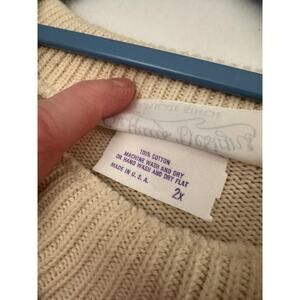 100% COTTON
MACHINE WASH AND DRY
OR HAND WASH AND DRY FLAT
MADE IN U.S.A.
2X